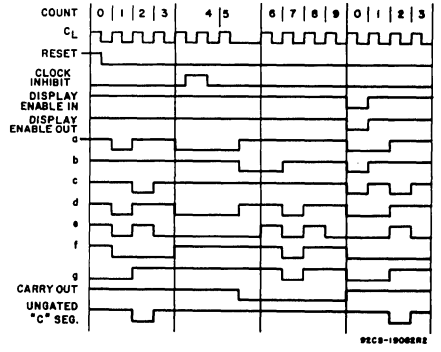 COUNT 0 1 2 3 4 5 6 7 8 9 0 1 2 3
CL
RESET
CLOCK
INHIBIT
DISPLAY
ENABLE IN
DISPLAY
ENABLE OUT
a
b
c
d
e
f
g
CARRY OUT
UNGATED
"C" SEG.
92CS-19082R2